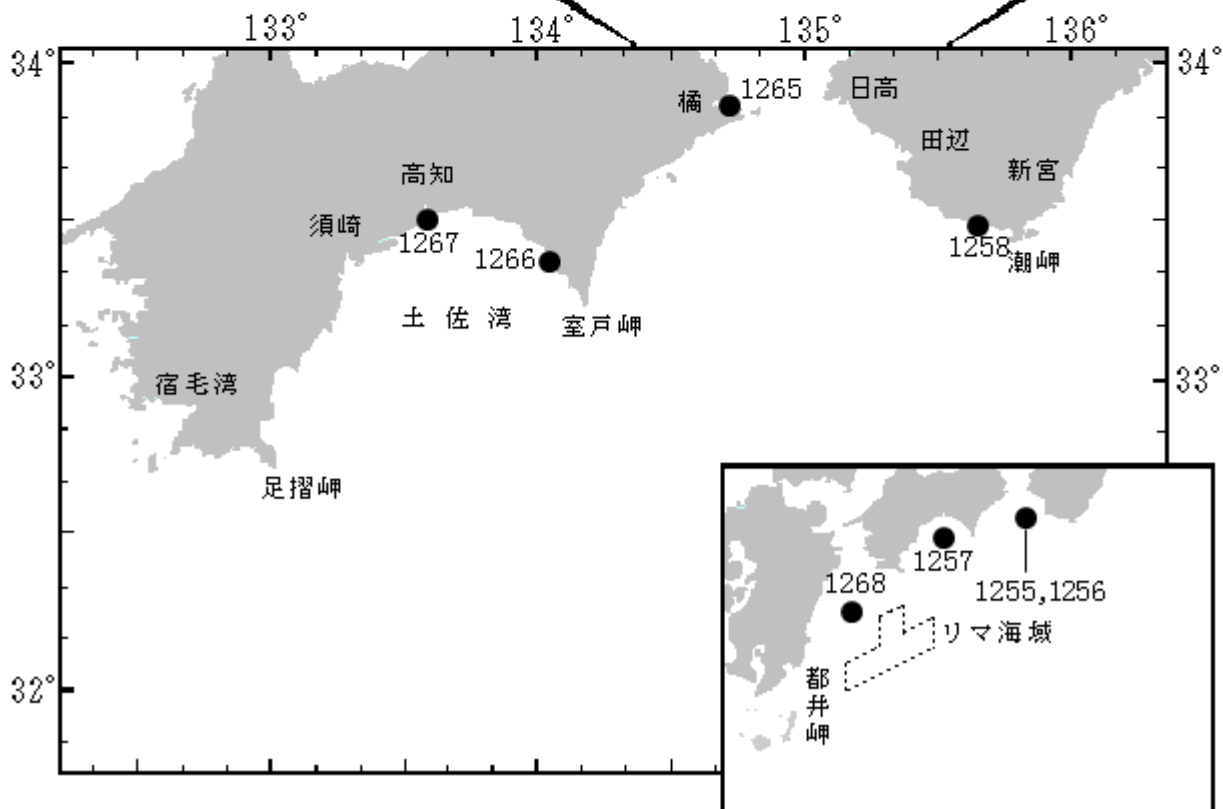 133°
134°
135°
136°
34°
34°
橘
1265
日高
田辺
高知
新宮
須崎
1267
1266
1258
潮岬
土佐湾
室戸岬
33°
33°
宿毛湾
足摺岬
1257
1268
1255,1256
リマ海域
32°
都井岬